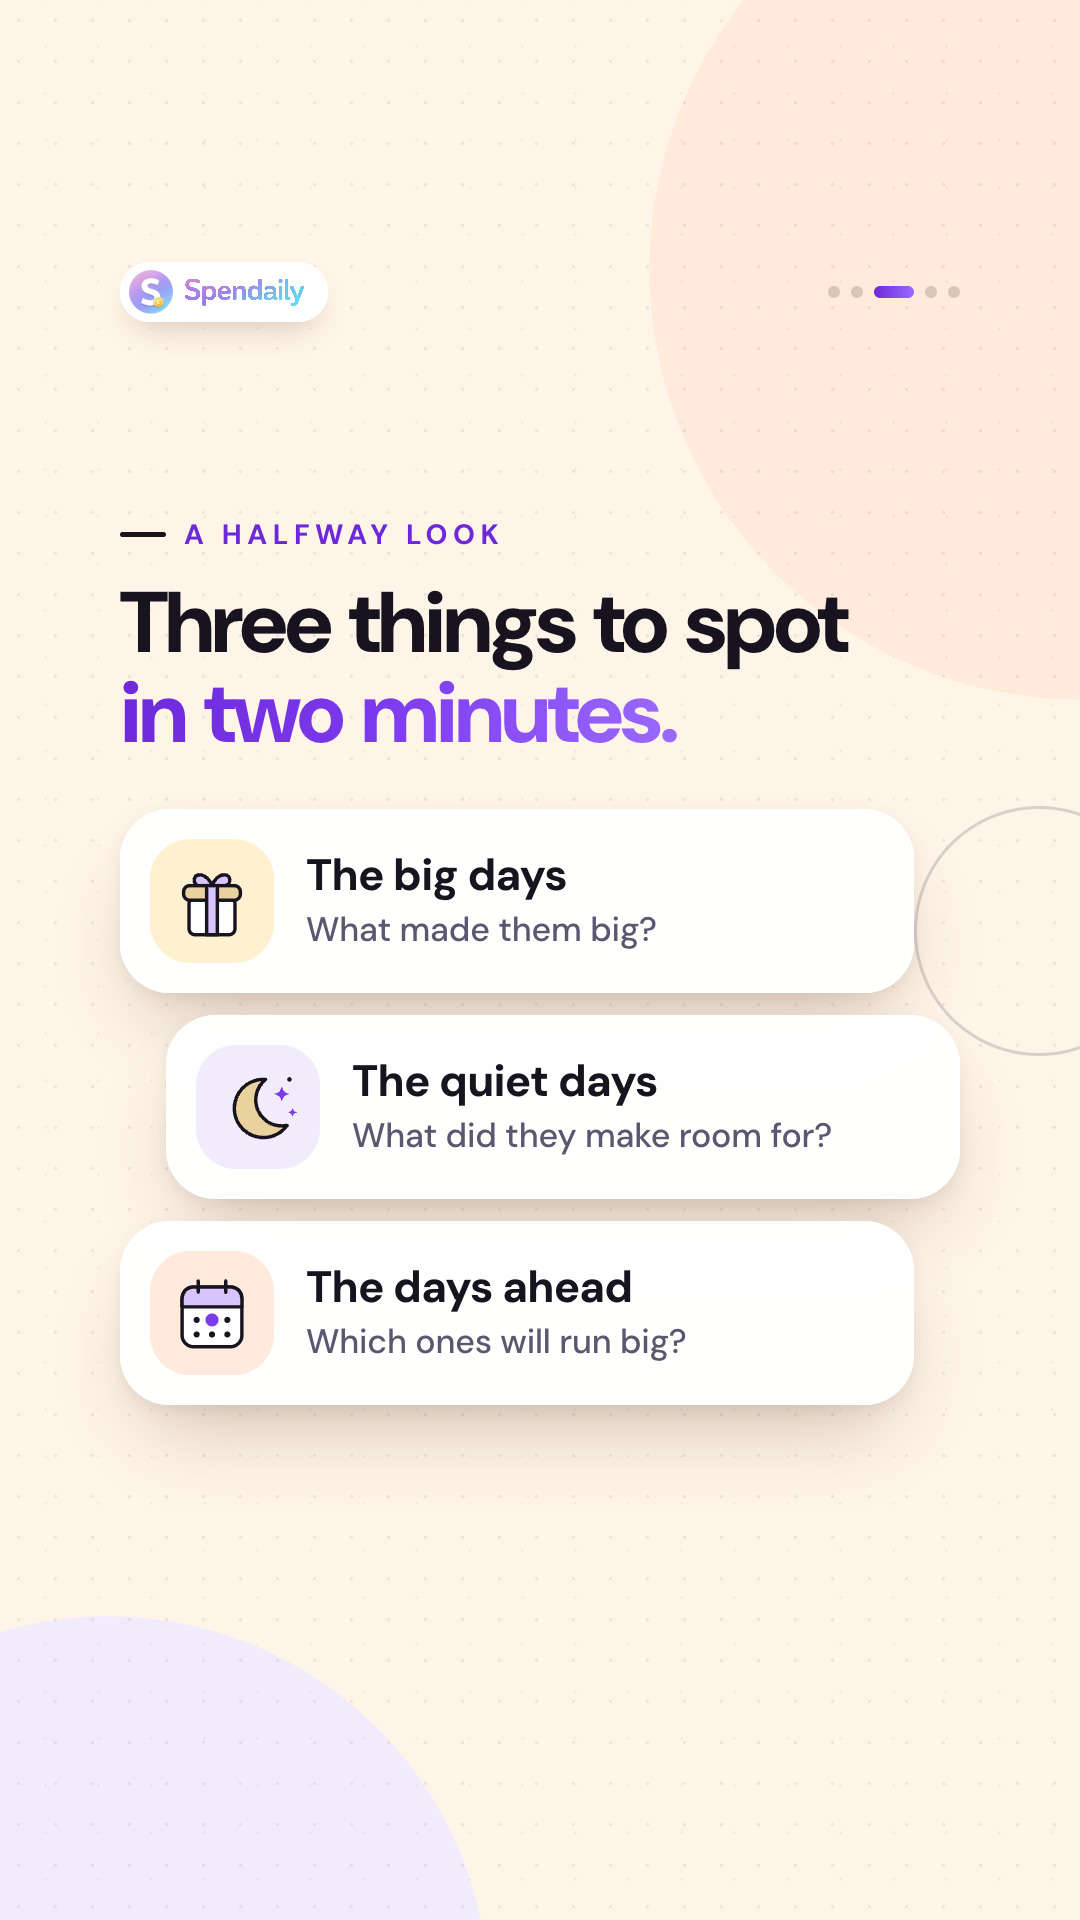 Spendaily
A HALFWAY LOOK
Three things to spot
in two minutes.
The big days
What made them big?
The quiet days
What did they make room for?
The days ahead
Which ones will run big?